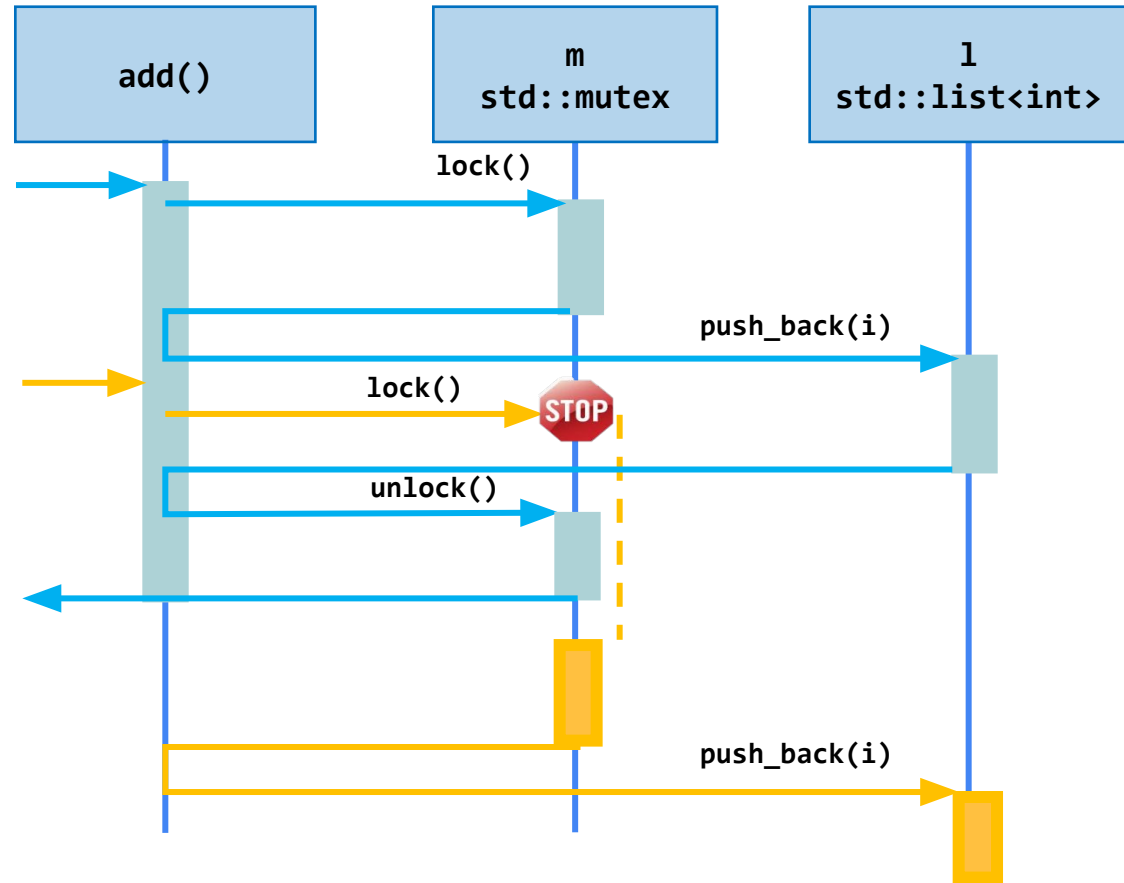 add()
m
std::mutex
l
std::list<int>
lock()
push_back(i)
lock()
STOP
unlock()
push_back(i)